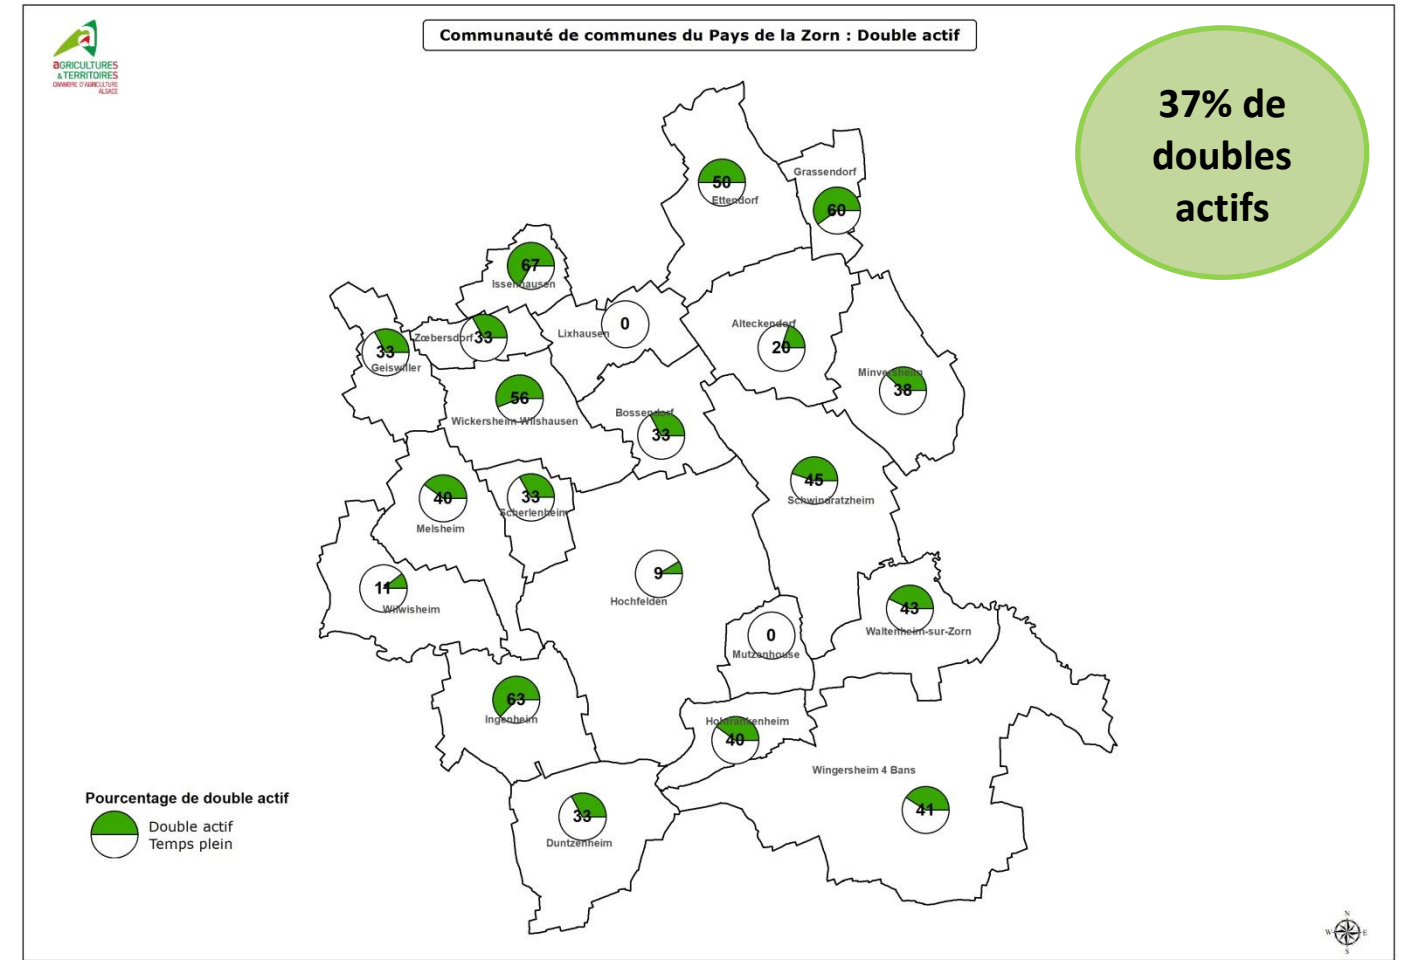 Communauté de communes du Pays de la Zorn : Double actif
aGRICULTURES
& TERRITOIRES
CHAMBRE D'AGRICULTURE
ALSACE
37% de
doubles
actifs
Grassendorf
60
50
Ettendorf
67
Issenhausen
Lixhausen
0
Zœbersdorf
33
33
Geiswiller
Alteckendorf
20
Minversheim
38
56
Wickersheim-Wilshausen
Bossendorf
33
45
Schwindratzheim
40
Melsheim
33
Scherlenheim
9
Hochfelden
11
Wilwisheim
43
Waltenheim-sur-Zorn
0
Mutzenhouse
63
Ingenheim
Hohfrankenheim
40
Wingersheim 4 Bans
41
33
Duntzenheim
Pourcentage de double actif
Double actif
Temps plein
N
W
E
S